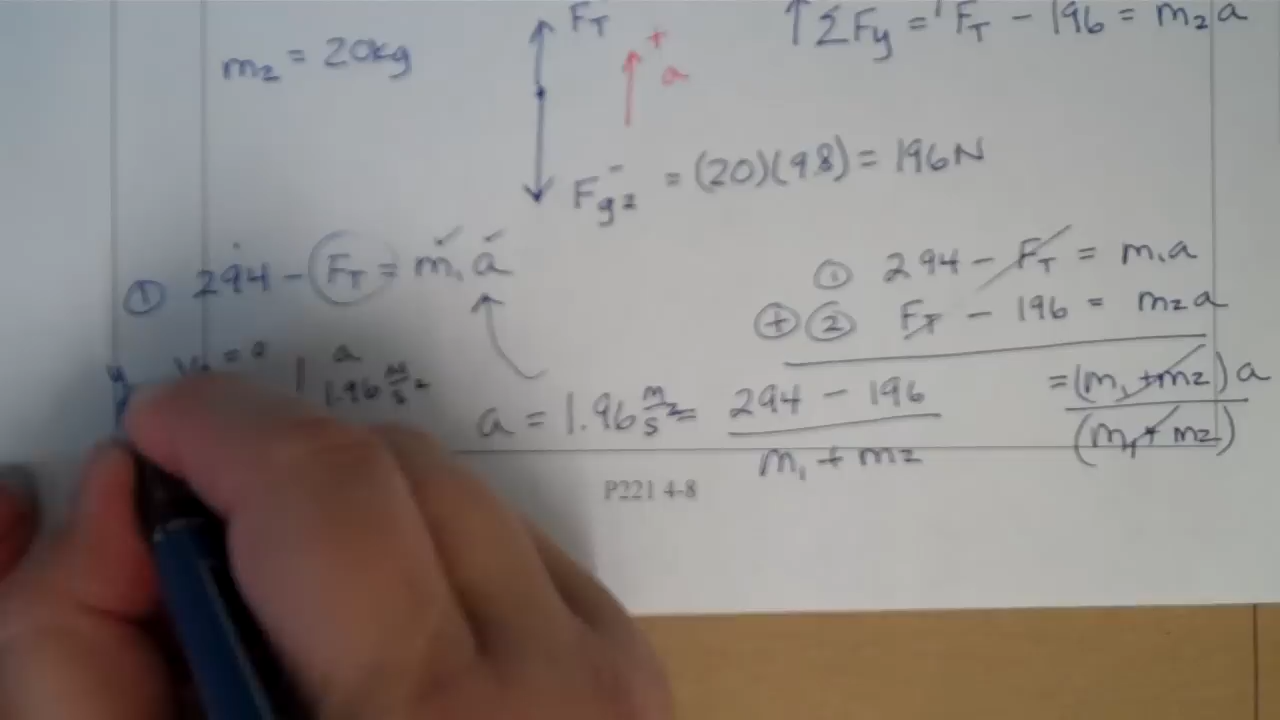 F_T
↑ΣFy = F_T - 196 = m₂a
m₂ = 20kg
+
a
Fg₂ = (20)(9.8) = 196N
-
① 294 - F_T = m₁a
① 294 - F_T = m₁a
⊕ ② F_T - 196 = m₂a
y
= 0
a
1.96 m/s²
a = 1.96 m/s² = 294 - 196 = (m₁+m₂)a
m₁ + m₂ (m₁+m₂)
P221 4-8